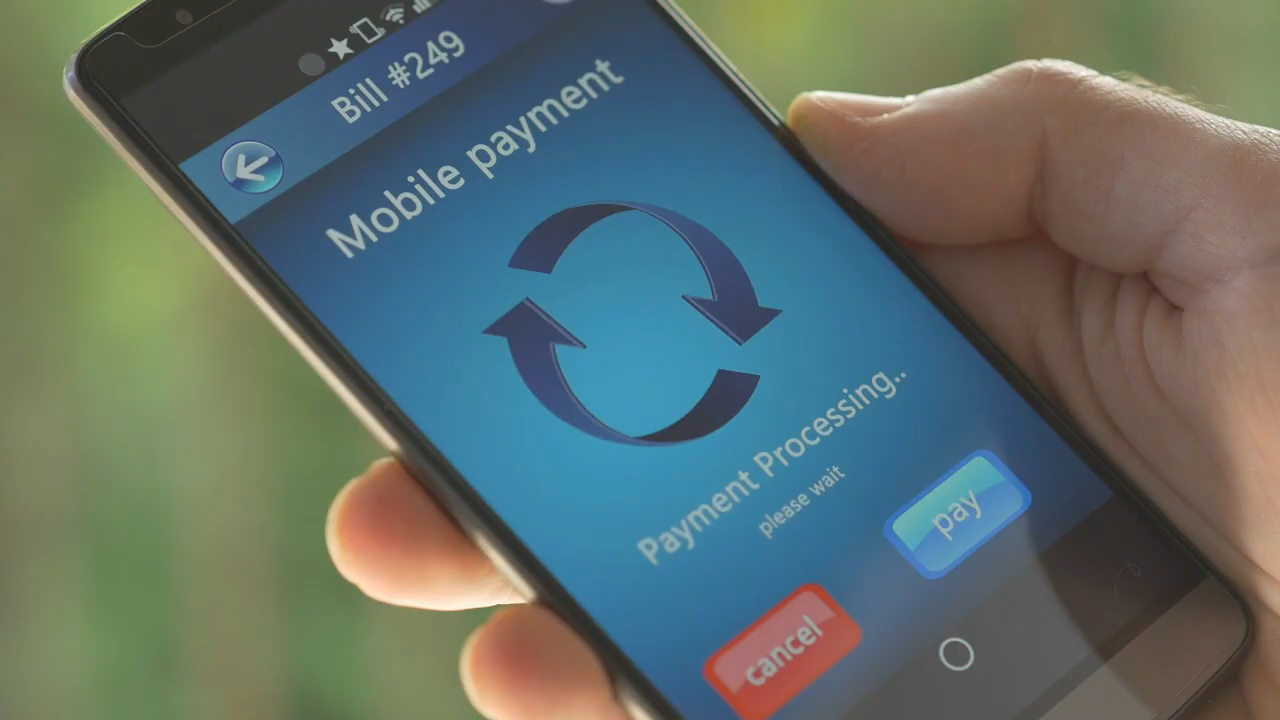 Bill #249
Mobile payment
Payment Processing..
please wait
cancel
pay